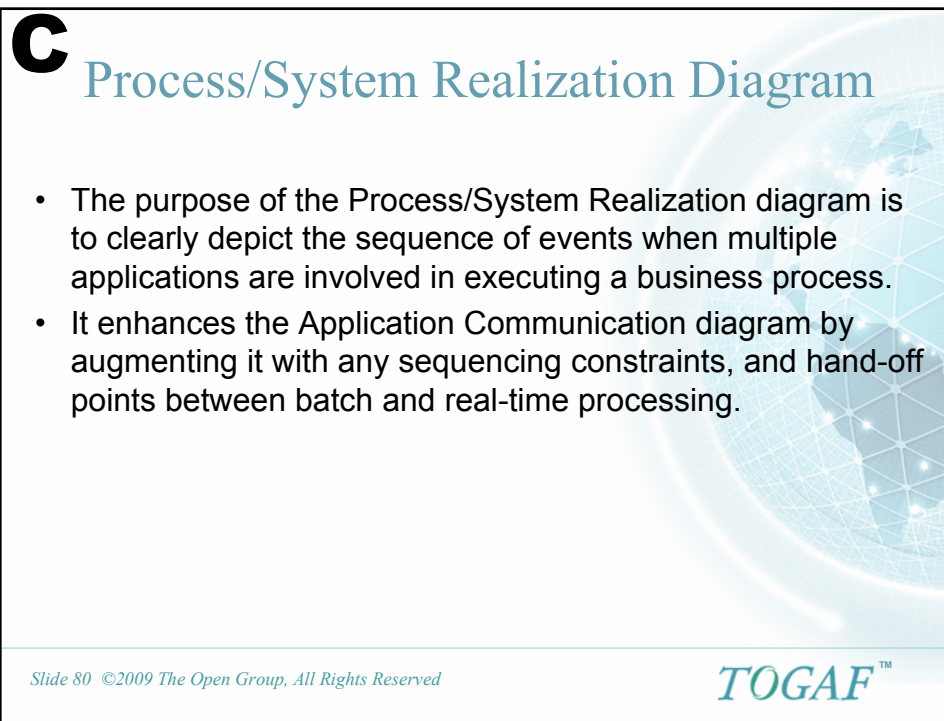 C
Process/System Realization Diagram
• The purpose of the Process/System Realization diagram is
to clearly depict the sequence of events when multiple
applications are involved in executing a business process.
• It enhances the Application Communication diagram by
augmenting it with any sequencing constraints, and hand-off
points between batch and real-time processing.
Slide 80 ©2009 The Open Group, All Rights Reserved
TOGAF™